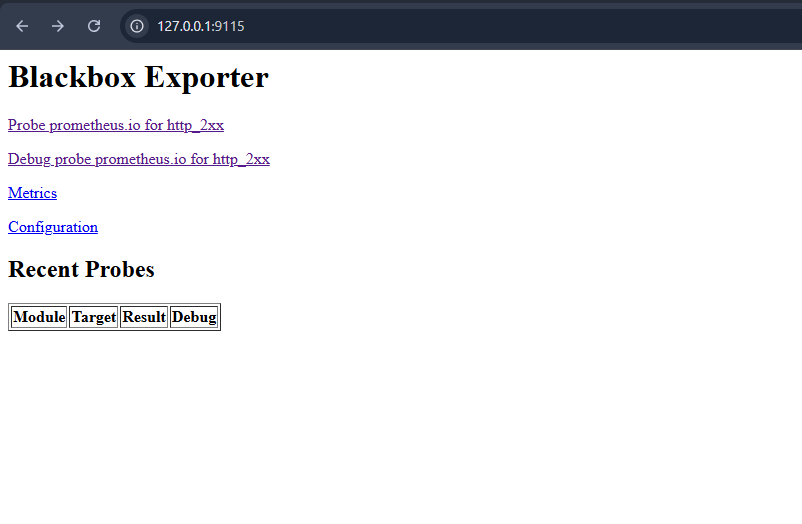 127.0.0.1:9115
Blackbox Exporter
Probe prometheus.io for http_2xx
Debug probe prometheus.io for http_2xx
Metrics
Configuration
Recent Probes
Module Target Result Debug